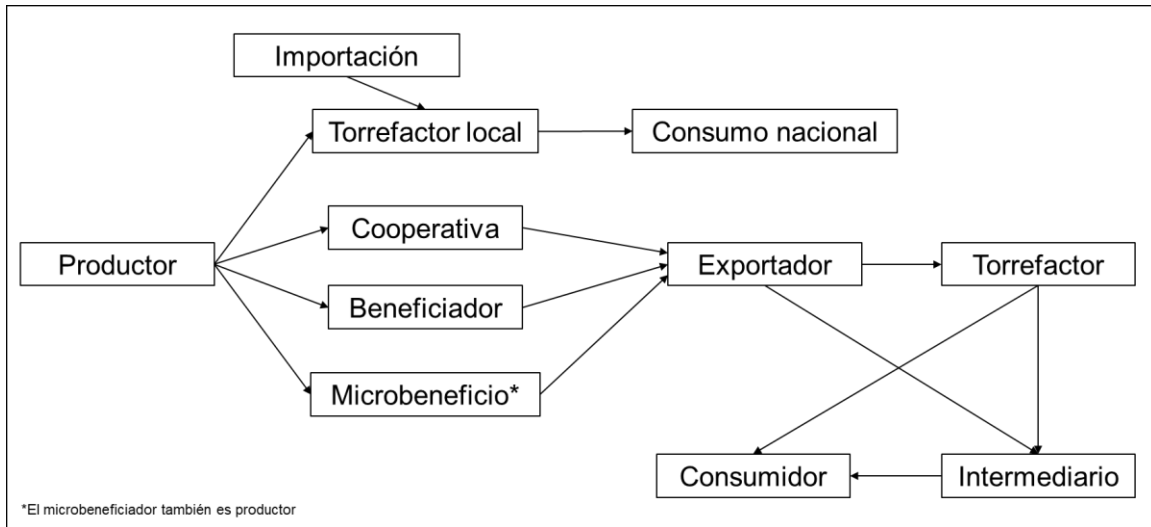 Importación
Torrefactor local
Consumo nacional
Cooperativa
Productor
Exportador
Torrefactor
Beneficiador
Microbeneficio*
Consumidor
Intermediario
*El microbeneficiador también es productor